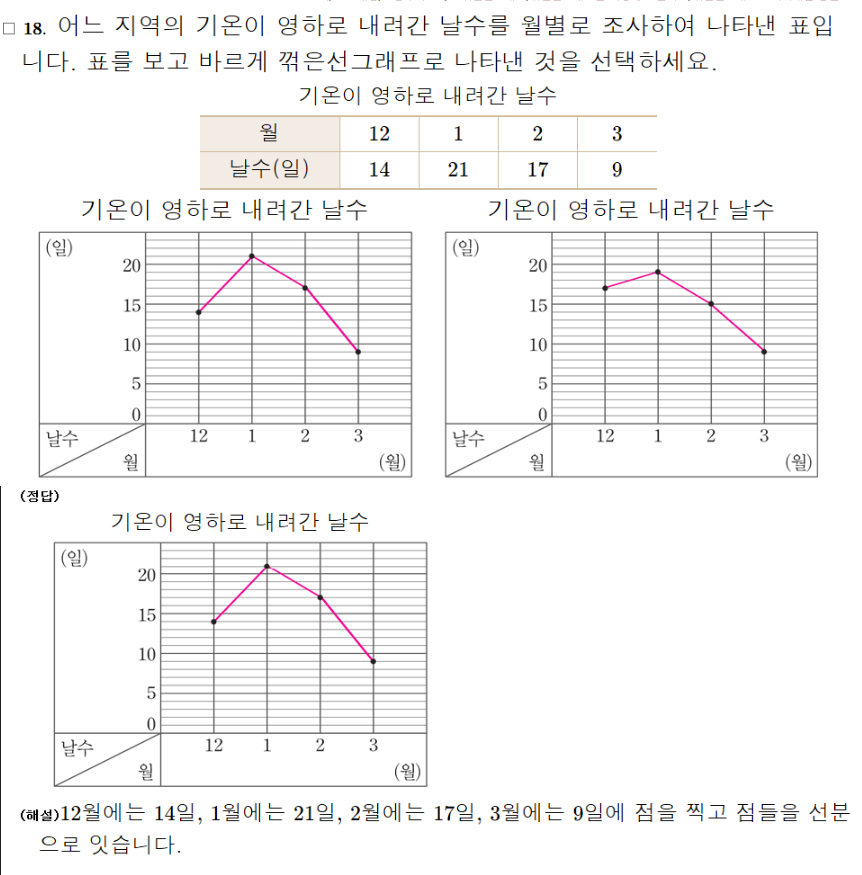 □ 18. 어느 지역의 기온이 영하로 내려간 날수를 월별로 조사하여 나타낸 표입
니다. 표를 보고 바르게 꺾은선그래프로 나타낸 것을 선택하세요.
기온이 영하로 내려간 날수
월 12 1 2 3
날수(일) 14 21 17 9
기온이 영하로 내려간 날수
(일)
20
15
10
5
0
날수
월
12 1 2 3
(월)
기온이 영하로 내려간 날수
(일)
20
15
10
5
0
날수
월
12 1 2 3
(월)
(정답)
기온이 영하로 내려간 날수
(일)
20
15
10
5
0
날수
월
12 1 2 3
(월)
(해설)12월에는 14일, 1월에는 21일, 2월에는 17일, 3월에는 9일에 점을 찍고 점들을 선분
으로 잇습니다.